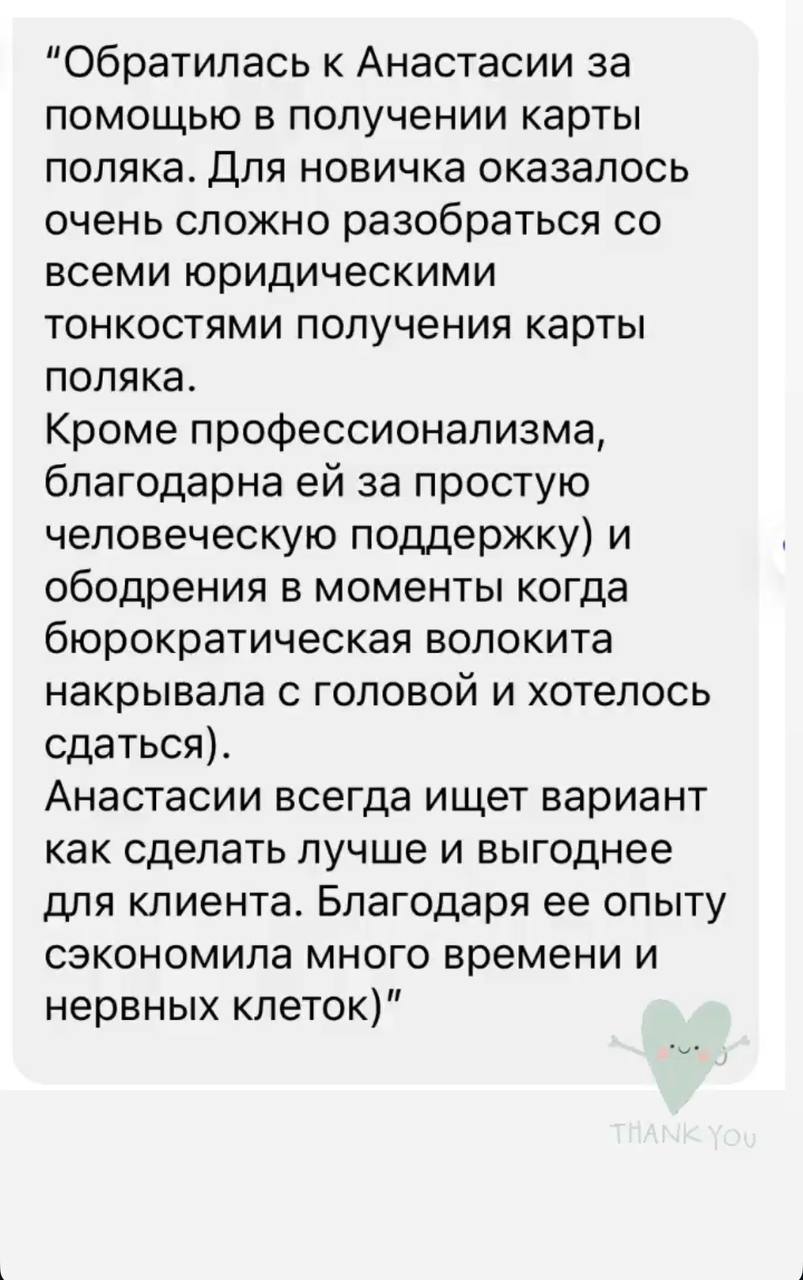 "Обратилась к Анастасии за
помощью в получении карты
поляка. Для новичка оказалось
очень сложно разобраться со
всеми юридическими
тонкостями получения карты
поляка.
Кроме профессионализма,
благодарна ей за простую
человеческую поддержку) и
ободрения в моменты когда
бюрократическая волокита
накрывала с головой и хотелось
сдаться).
Анастасии всегда ищет вариант
как сделать лучше и выгоднее
для клиента. Благодаря ее опыту
сэкономила много времени и
нервных клеток)"
THANK YOU